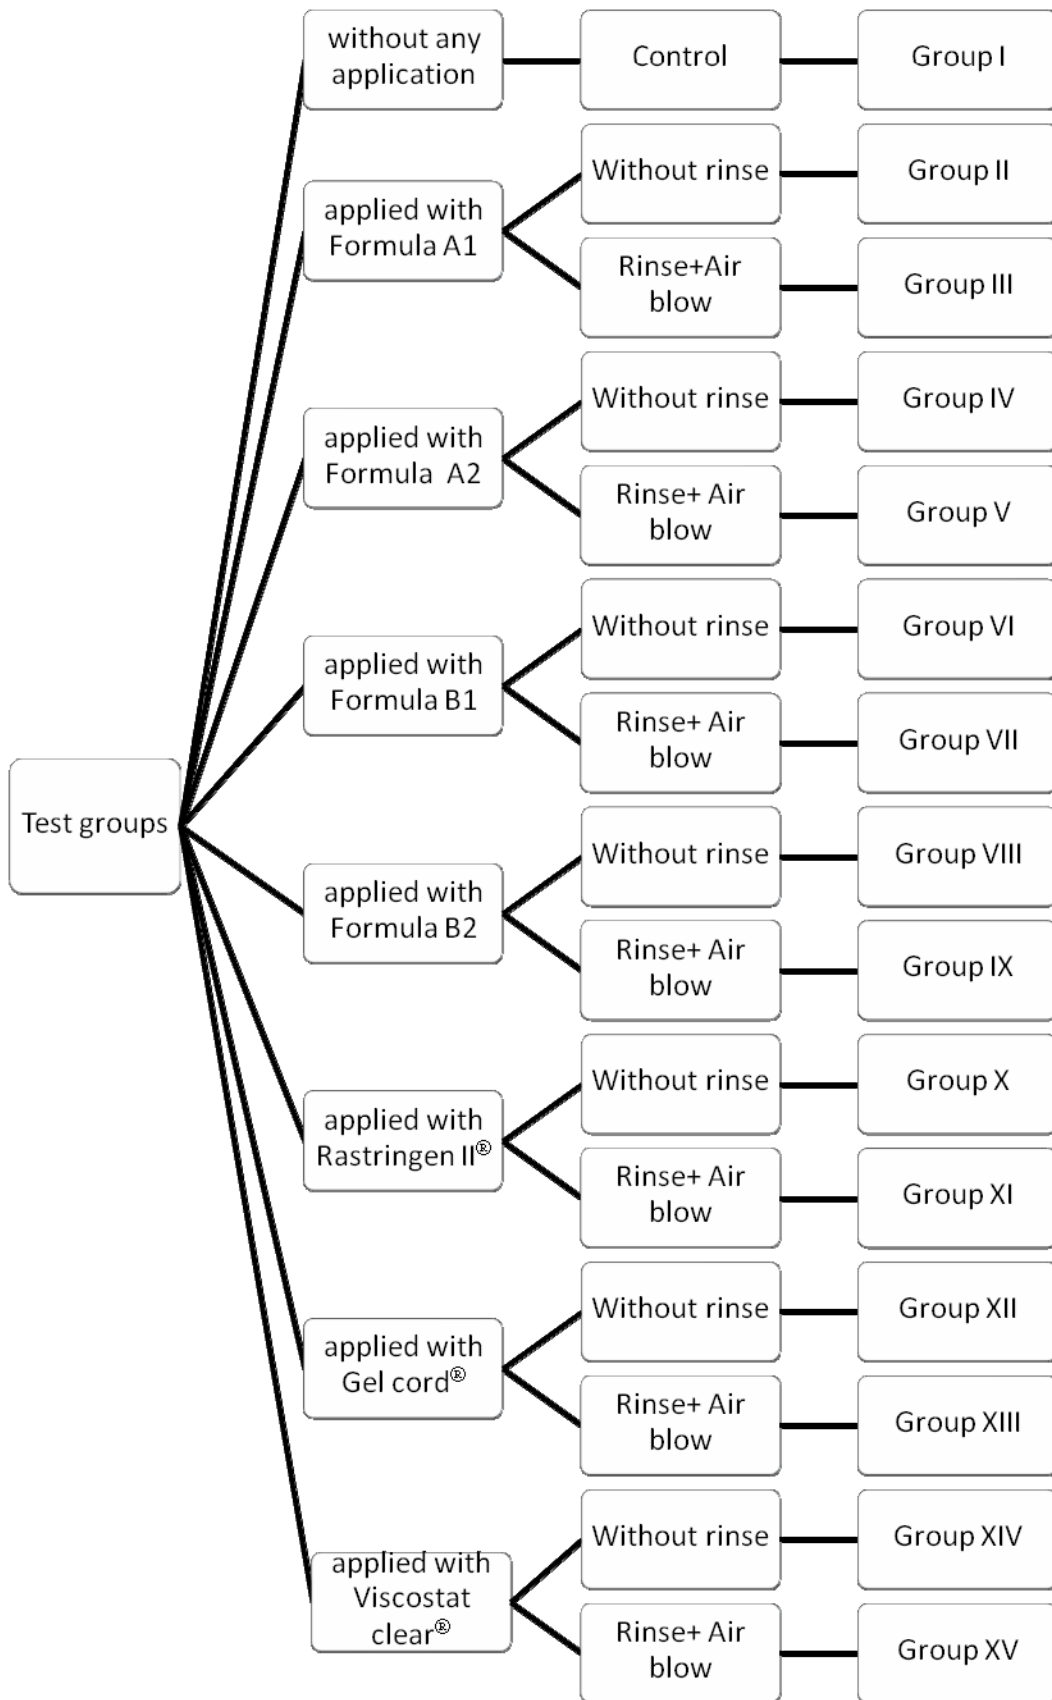 without any
application
Control
Group I
applied with
Formula A1
Without rinse
Group II
Rinse+Air
blow
Group III
applied with
Formula  A2
Without rinse
Group IV
Rinse+ Air
blow
Group V
applied with
Formula B1
Without rinse
Group VI
Rinse+ Air
blow
Group VII
Test groups
applied with
Formula B2
Without rinse
Group VIII
Rinse+ Air
blow
Group IX
applied with
Rastringen II®
Without rinse
Group X
Rinse+ Air
blow
Group XI
applied with
Gel cord®
Without rinse
Group XII
Rinse+ Air
blow
Group XIII
applied with
Viscostat
clear®
Without rinse
Group XIV
Rinse+ Air
blow
Group XV